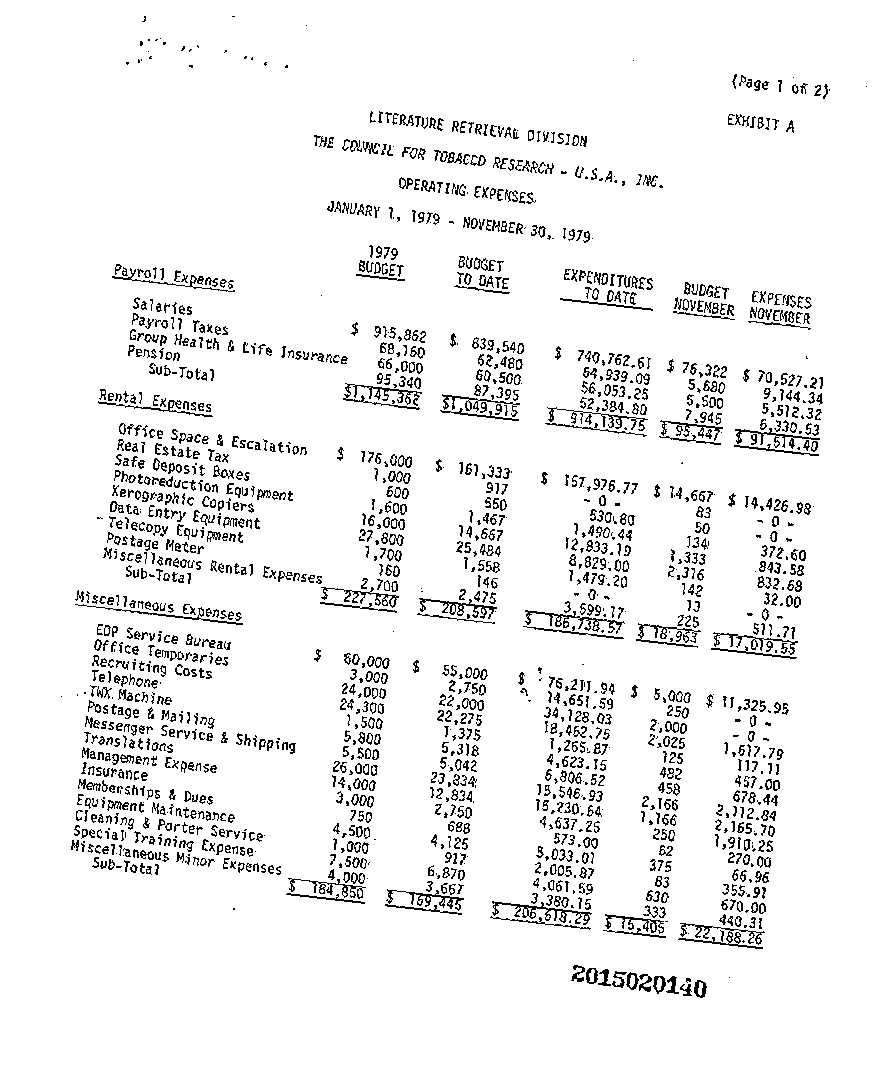 (Page 1 of 2)
EXHIBIT A
LITERATURE RETRIEVAL DIVISION
THE COUNCIL FOR TOBACCO RESEARCH - U.S.A., INC.
OPERATING EXPENSES
JANUARY 1, 1979 - NOVEMBER 30, 1979
1979 BUDGET BUDGET TO DATE EXPENDITURES TO DATE BUDGET NOVEMBER EXPENSES NOVEMBER
Payroll Expenses
Salaries $ 915,862 $ 839,540 $ 740,762.61 $ 76,322 $ 70,527.21
Payroll Taxes 68,160 62,480 64,939.09 5,680 9,144.34
Group Health & Life Insurance 66,000 60,500 56,053.25 5,500 5,512.32
Pension 95,340 87,395 52,384.80 7,945 6,330.53
Sub-Total $1,145,362 $1,049,915 $ 914,139.75 $ 95,447 $ 91,514.40
Rental Expenses
Office Space & Escalation $ 176,000 $ 161,333 $ 157,976.77 $ 14,667 $ 14,426.98
Real Estate Tax 1,000 917 - 0 - 83 - 0 -
Safe Deposit Boxes 600 550 530.80 50 - 0 -
Photoreduction Equipment 1,600 1,467 1,490.44 134 372.60
Xerographic Copiers 16,000 14,667 12,833.19 1,333 843.58
Data Entry Equipment 27,800 25,484 8,829.00 2,316 832.68
- Telecopy Equipment 1,700 1,558 1,479.20 142 32.00
Postage Meter 160 146 - 0 - 13 - 0 -
Miscellaneous Rental Expenses 2,700 2,475 3,599.17 225 511.71
Sub-Total $ 227,560 $ 208,597 $ 186,738.57 $ 18,963 $ 17,019.55
Miscellaneous Expenses
EDP Service Bureau $ 60,000 $ 55,000 $ 76,211.94 $ 5,000 $ 11,325.95
Office Temporaries 3,000 2,750 14,651.59 250 - 0 -
Recruiting Costs 24,000 22,000 34,128.03 2,000 - 0 -
Telephone 24,300 22,275 18,462.75 2,025 1,617.79
TWX Machine 1,500 1,375 1,265.87 125 117.11
Postage & Mailing 5,800 5,318 4,623.15 482 457.00
Messenger Service & Shipping 5,500 5,042 6,806.52 458 678.44
Translations 26,000 23,834 15,546.93 2,166 2,112.84
Management Expense 14,000 12,834 16,230.64 1,166 2,165.70
Insurance 3,000 2,750 4,637.25 250 1,910.25
Memberships & Dues 750 688 573.00 62 270.00
Equipment Maintenance 4,500 4,125 3,033.01 375 66.96
Cleaning & Porter Service 1,000 917 2,005.87 83 355.91
Special Training Expense 7,500 6,870 4,061.59 630 670.00
Miscellaneous Minor Expenses 4,000 3,667 3,380.15 333 440.31
Sub-Total $ 184,850 $ 169,445 $ 206,618.29 $ 15,405 $ 22,188.26
2015020140